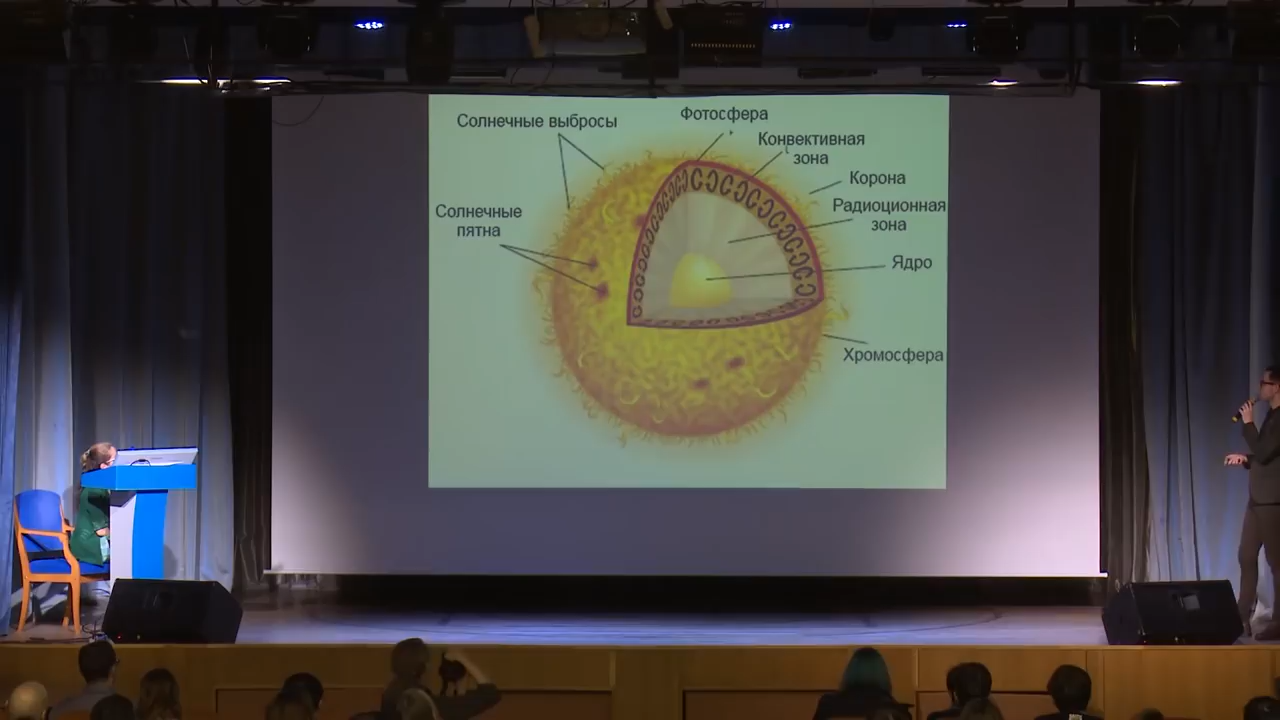 Солнечные выбросы
Фотосфера
Конвективная
зона
Корона
Солнечные
пятна
Радиоционная
зона
Ядро
Хромосфера